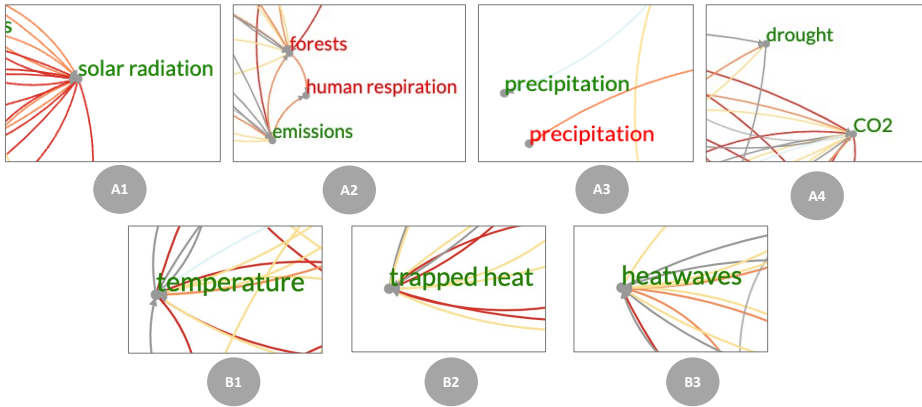 s
solar radiation
forests
human respiration
emissions
precipitation
precipitation
drought
CO2
A1
A2
A3
A4
temperature
trapped heat
heatwaves
B1
B2
B3